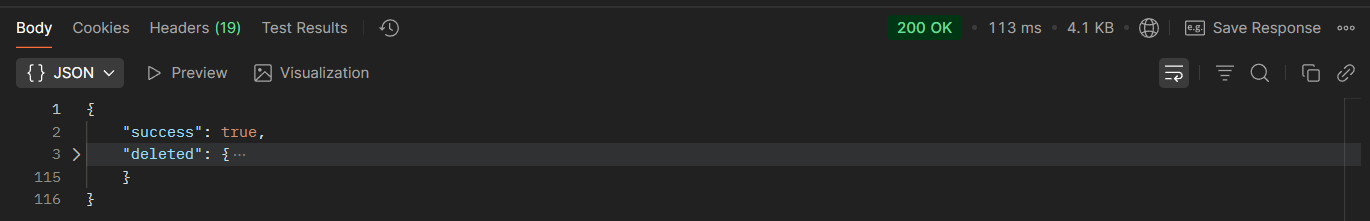 Body Cookies Headers (19) Test Results 200 OK • 113 ms • 4.1 KB • e.g. Save Response
{} JSON Preview Visualization
1 {
2 "success": true,
3 "deleted": {···
115 }
116 }